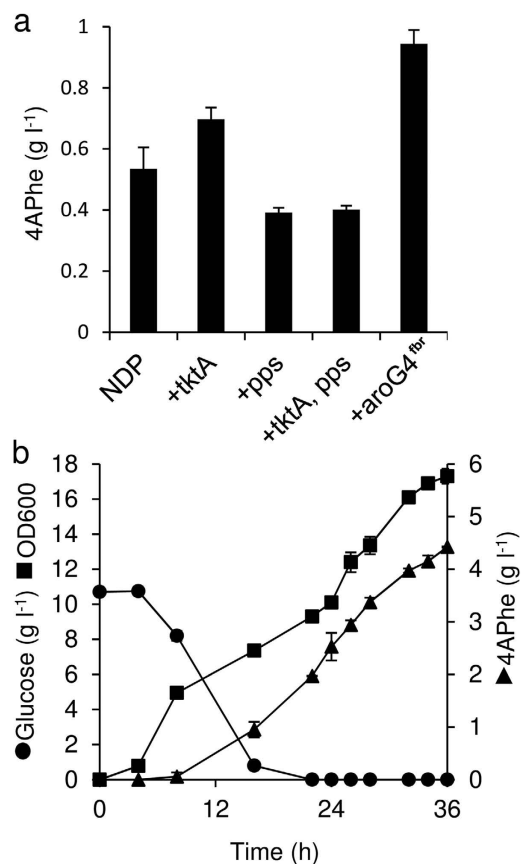 a
4APhe (g l-1)
1
0.8
0.6
0.4
0.2
0
NDP
+tktA
+pps
+tktA, pps
+aroG4fbr
b
●Glucose (g l-1) ■OD600
18
16
14
12
10
8
6
4
2
0
6
5
4
3
2
1
0
▲4APhe (g l-1)
0 12 24 36
Time (h)